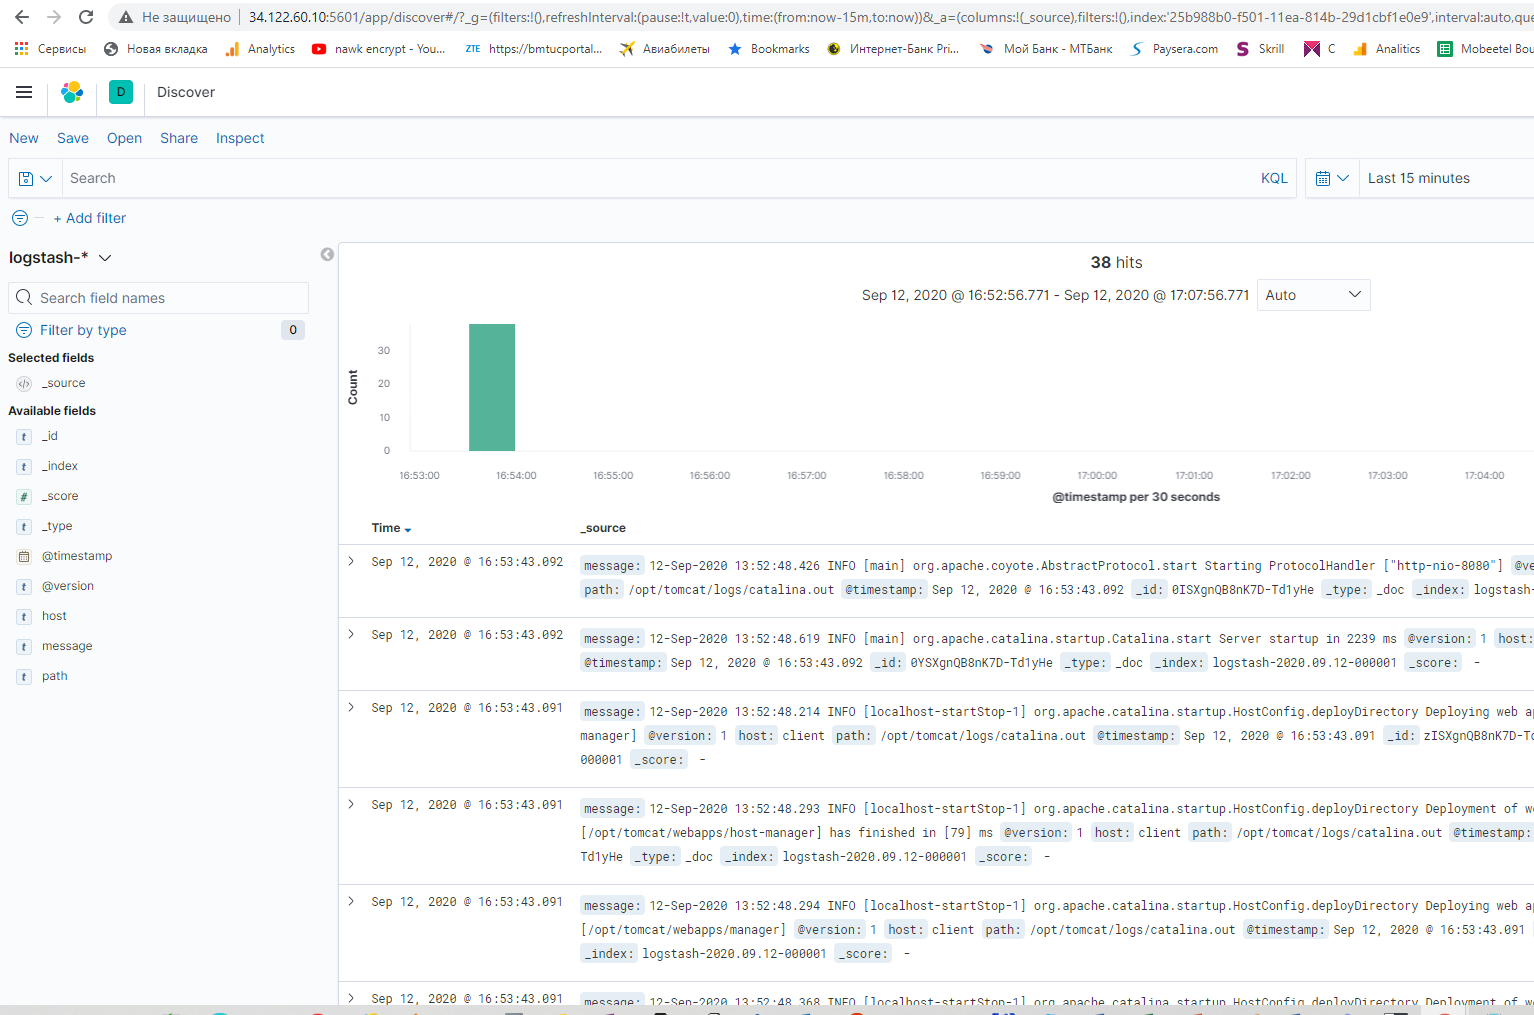 Не защищено | 34.122.60.10:5601/app/discover#/?_g=(filters:!(),refreshInterval:(pause:!t,value:0),time:(from:now-15m,to:now))&_a=(columns:!(_source),filters:!(),index:'25b988b0-f501-11ea-814b-29d1cbf1e0e9',interval:auto,que
Сервисы Новая вкладка Analytics nawk encrypt - You... ZTE https://bmtucportal... Авиабилеты Bookmarks Интернет-Банк Pri... Мой Банк - МТБанк Paysera.com Skrill C Analitics Mobeetel Bou
D Discover
New Save Open Share Inspect
Search KQL Last 15 minutes
+ Add filter
logstash-*
Search field names
Filter by type 0
Selected fields
_source
Available fields
t _id
t _index
# _score
t _type
@timestamp
t @version
t host
t message
t path
38 hits
Sep 12, 2020 @ 16:52:56.771 - Sep 12, 2020 @ 17:07:56.771 Auto
Count
30
20
10
0
16:53:00 16:54:00 16:55:00 16:56:00 16:57:00 16:58:00 16:59:00 17:00:00 17:01:00 17:02:00 17:03:00 17:04:00
@timestamp per 30 seconds
Time _source
Sep 12, 2020 @ 16:53:43.092 message: 12-Sep-2020 13:52:48.426 INFO [main] org.apache.coyote.AbstractProtocol.start Starting ProtocolHandler ["http-nio-8080"] @ve
path: /opt/tomcat/logs/catalina.out @timestamp: Sep 12, 2020 @ 16:53:43.092 _id: 0ISXgnQB8nK7D-Td1yHe _type: _doc _index: logstash-
Sep 12, 2020 @ 16:53:43.092 message: 12-Sep-2020 13:52:48.619 INFO [main] org.apache.catalina.startup.Catalina.start Server startup in 2239 ms @version: 1 host:
@timestamp: Sep 12, 2020 @ 16:53:43.092 _id: 0YSXgnQB8nK7D-Td1yHe _type: _doc _index: logstash-2020.09.12-000001 _score: -
Sep 12, 2020 @ 16:53:43.091 message: 12-Sep-2020 13:52:48.214 INFO [localhost-startStop-1] org.apache.catalina.startup.HostConfig.deployDirectory Deploying web ap
manager] @version: 1 host: client path: /opt/tomcat/logs/catalina.out @timestamp: Sep 12, 2020 @ 16:53:43.091 _id: zISXgnQB8nK7D-Td
000001 _score: -
Sep 12, 2020 @ 16:53:43.091 message: 12-Sep-2020 13:52:48.293 INFO [localhost-startStop-1] org.apache.catalina.startup.HostConfig.deployDirectory Deployment of we
[/opt/tomcat/webapps/host-manager] has finished in [79] ms @version: 1 host: client path: /opt/tomcat/logs/catalina.out @timestamp:
Td1yHe _type: _doc _index: logstash-2020.09.12-000001 _score: -
Sep 12, 2020 @ 16:53:43.091 message: 12-Sep-2020 13:52:48.294 INFO [localhost-startStop-1] org.apache.catalina.startup.HostConfig.deployDirectory Deploying web ap
[/opt/tomcat/webapps/manager] @version: 1 host: client path: /opt/tomcat/logs/catalina.out @timestamp: Sep 12, 2020 @ 16:53:43.091
_index: logstash-2020.09.12-000001 _score: -
Sep 12, 2020 @ 16:53:43.091 message: 12-Sep-2020 13:52:48.368 INFO [localhost-startStop-1] org.apache.catalina.startup.HostConfig.deployDirectory Deployment of we